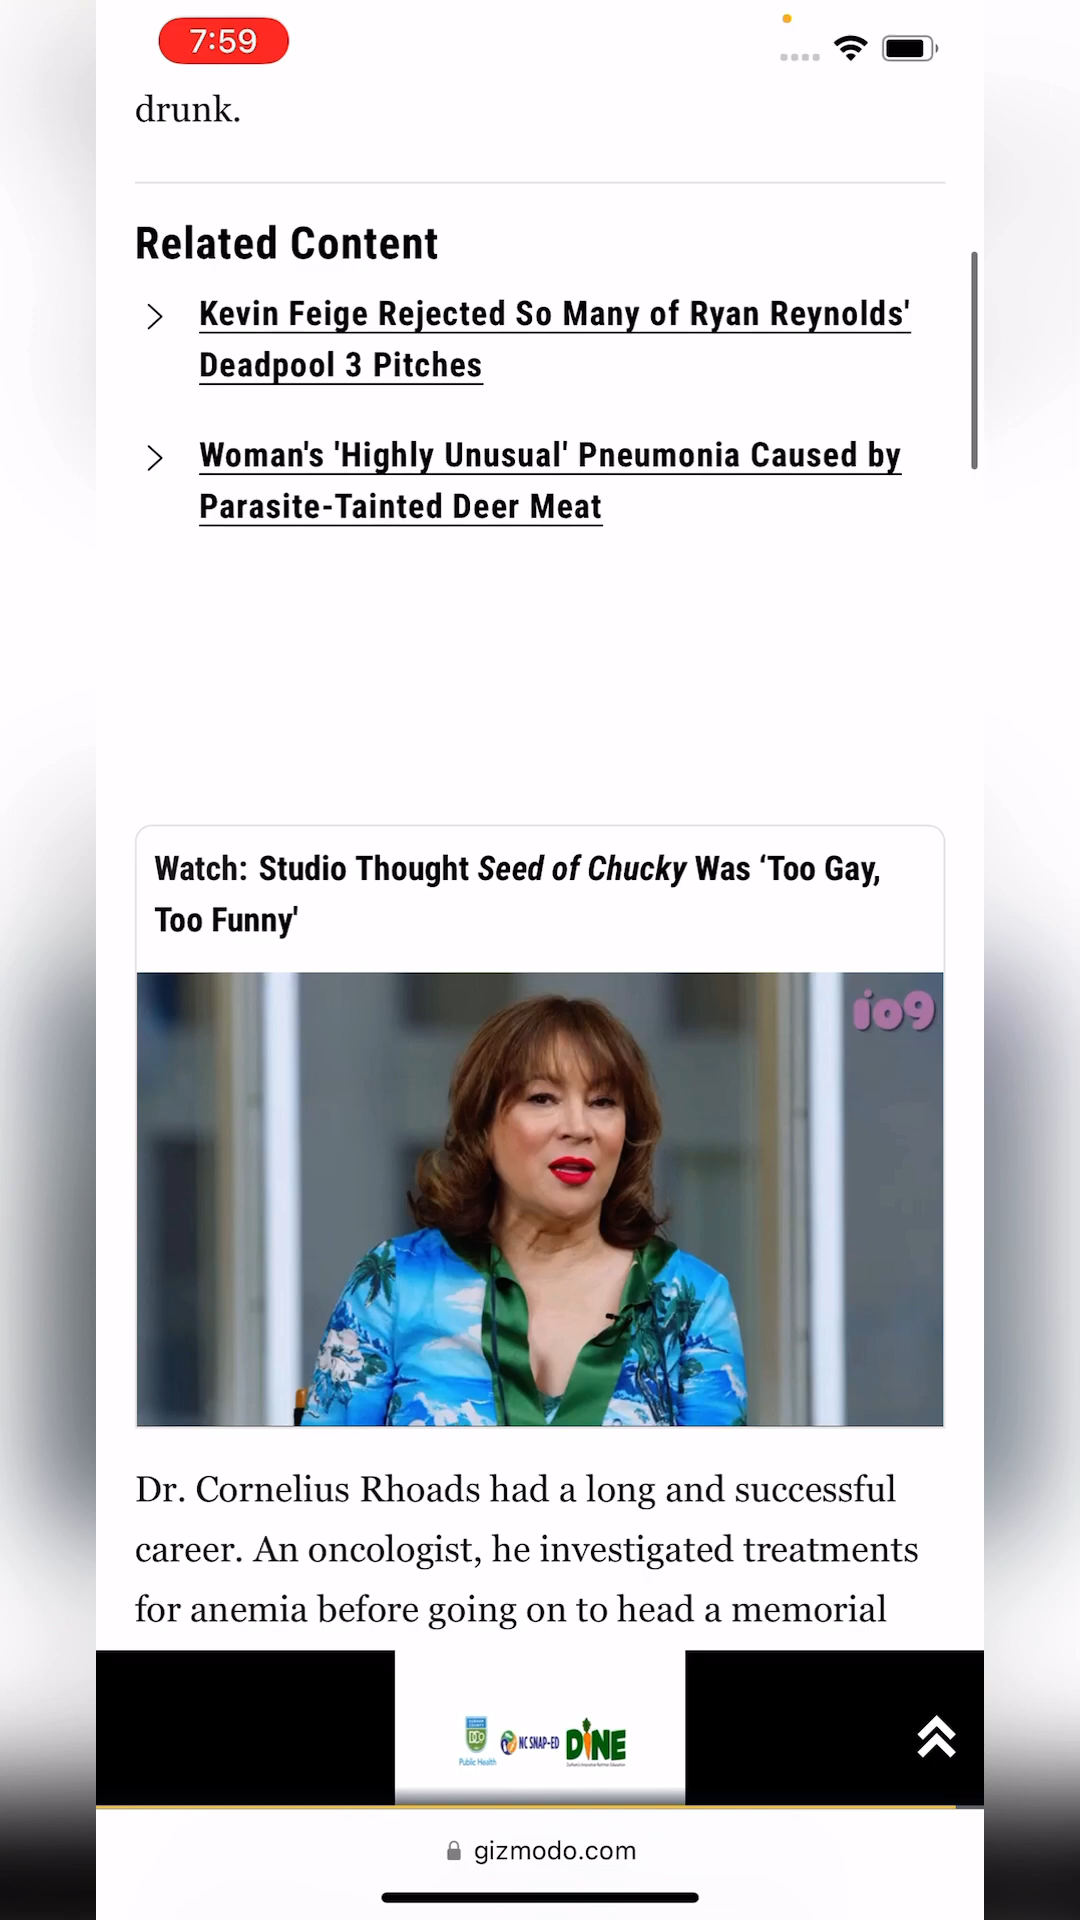 7:59
drunk.
Related Content
Kevin Feige Rejected So Many of Ryan Reynolds'
Deadpool 3 Pitches
Woman's 'Highly Unusual' Pneumonia Caused by
Parasite-Tainted Deer Meat
Watch: Studio Thought Seed of Chucky Was ‘Too Gay,
Too Funny'
io9
Dr. Cornelius Rhoads had a long and successful
career. An oncologist, he investigated treatments
for anemia before going on to head a memorial
Public Health
NC SNAP-ED
DINE
gizmodo.com